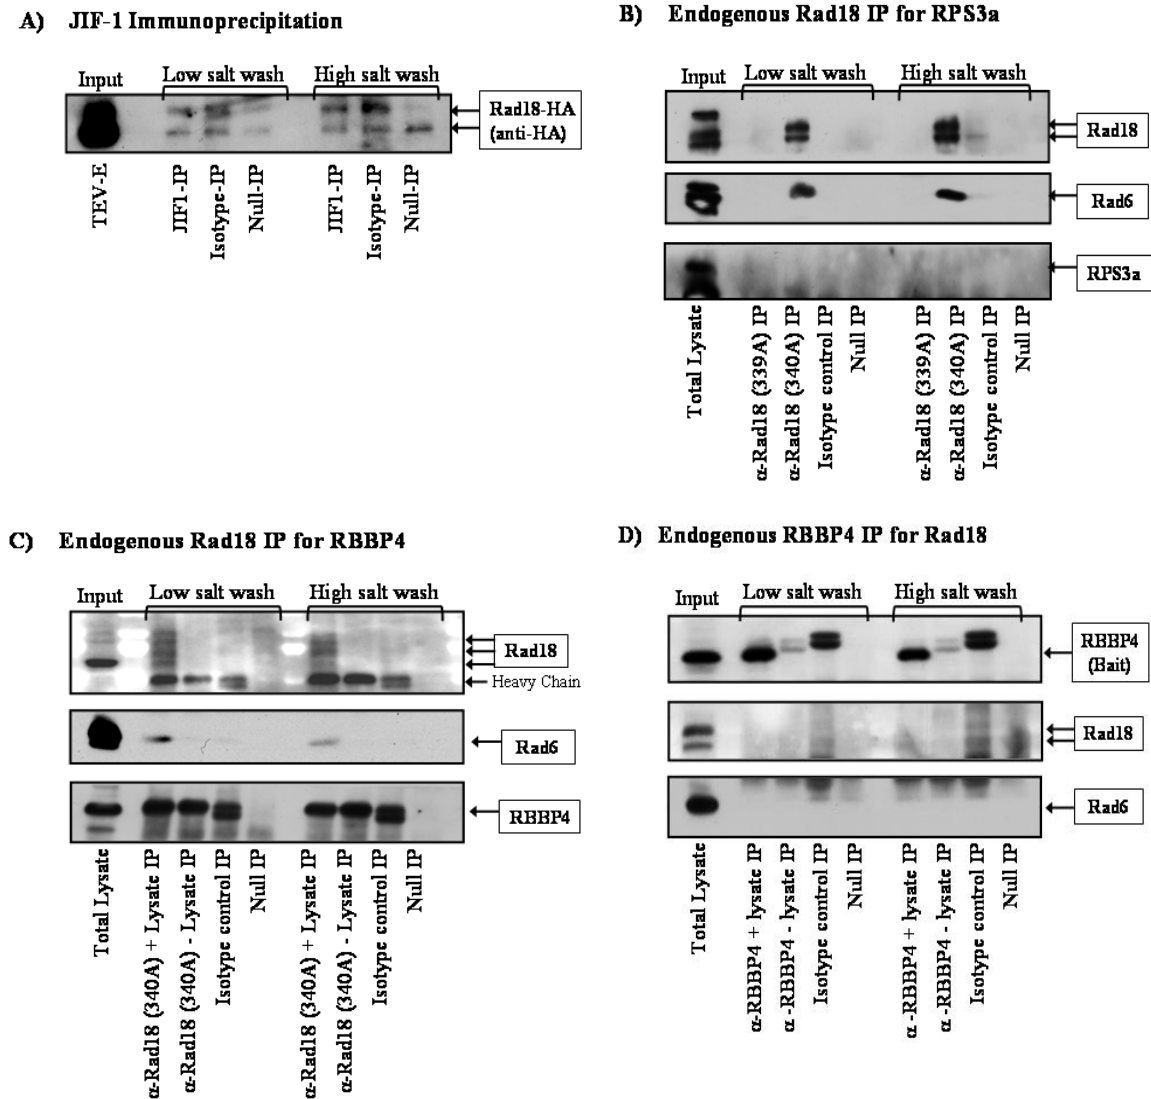 A) JIF-1 Immunoprecipitation
Input
Low salt wash
High salt wash
Rad18-HA
(anti-HA)
TEV-E
JIF1-IP
Isotype-IP
Null-IP
JIF1-IP
Isotype-IP
Null-IP
B) Endogenous Rad18 IP for RPS3a
Input
Low salt wash
High salt wash
Rad18
Rad6
RPS3a
Total Lysate
α-Rad18 (339A) IP
α-Rad18 (340A) IP
Isotype control IP
Null IP
α-Rad18 (339A) IP
α-Rad18 (340A) IP
Isotype control IP
Null IP
C) Endogenous Rad18 IP for RBBP4
Input
Low salt wash
High salt wash
Rad18
Heavy Chain
Rad6
RBBP4
Total Lysate
α-Rad18 (340A) + Lysate IP
α-Rad18 (340A) - Lysate IP
Isotype control IP
Null IP
α-Rad18 (340A) + Lysate IP
α-Rad18 (340A) - Lysate IP
Isotype control IP
Null IP
D) Endogenous RBBP4 IP for Rad18
Input
Low salt wash
High salt wash
RBBP4
(Bait)
Rad18
Rad6
Total Lysate
α-RBBP4 + lysate IP
α -RBBP4 - lysate IP
Isotype control IP
Null IP
α -RBBP4 + lysate IP
α -RBBP4 - lysate IP
Isotype control IP
Null IP